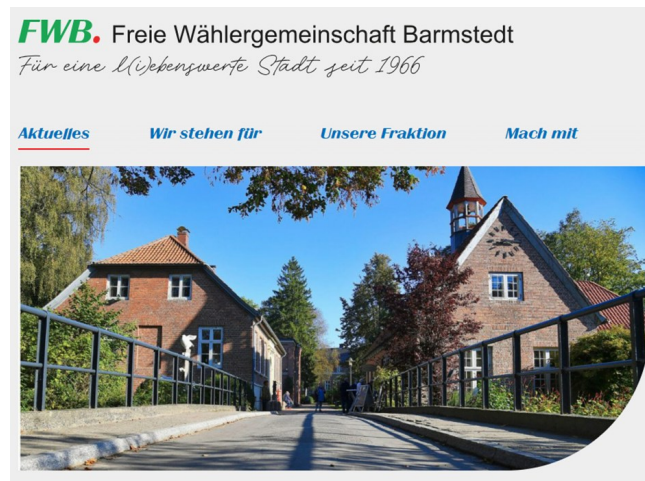 FWB. Freie Wählergemeinschaft Barmstedt
Für eine l(i)ebenswerte Stadt seit 1966
Aktuelles Wir stehen für Unsere Fraktion Mach mit